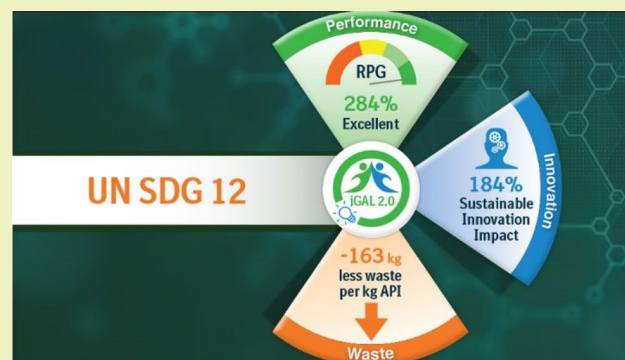 Performance
RPG
284%
Excellent
UN SDG 12
iGAL 2.0
184%
Sustainable
Innovation
Impact
Innovation
-163 kg
less waste
per kg API
Waste